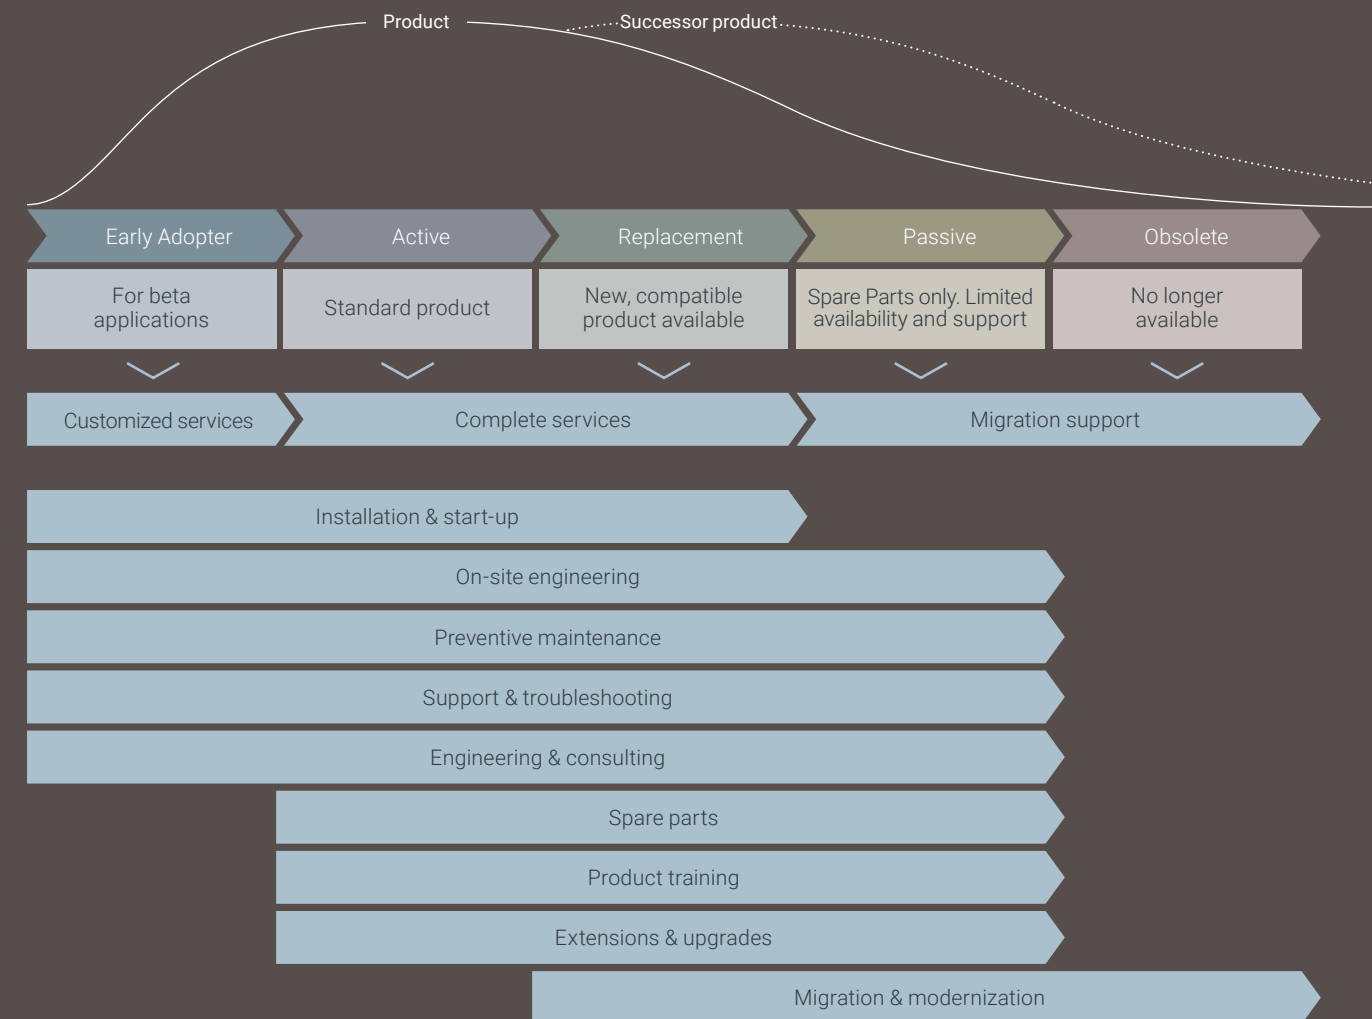 Product
Successor product
Early Adopter
Active
Replacement
Passive
Obsolete
For beta
applications
Standard product
New, compatible
product available
Spare Parts only. Limited
availability and support
No longer
available
Customized services
Complete services
Migration support
Installation & start-up
On-site engineering
Preventive maintenance
Support & troubleshooting
Engineering & consulting
Spare parts
Product training
Extensions & upgrades
Migration & modernization